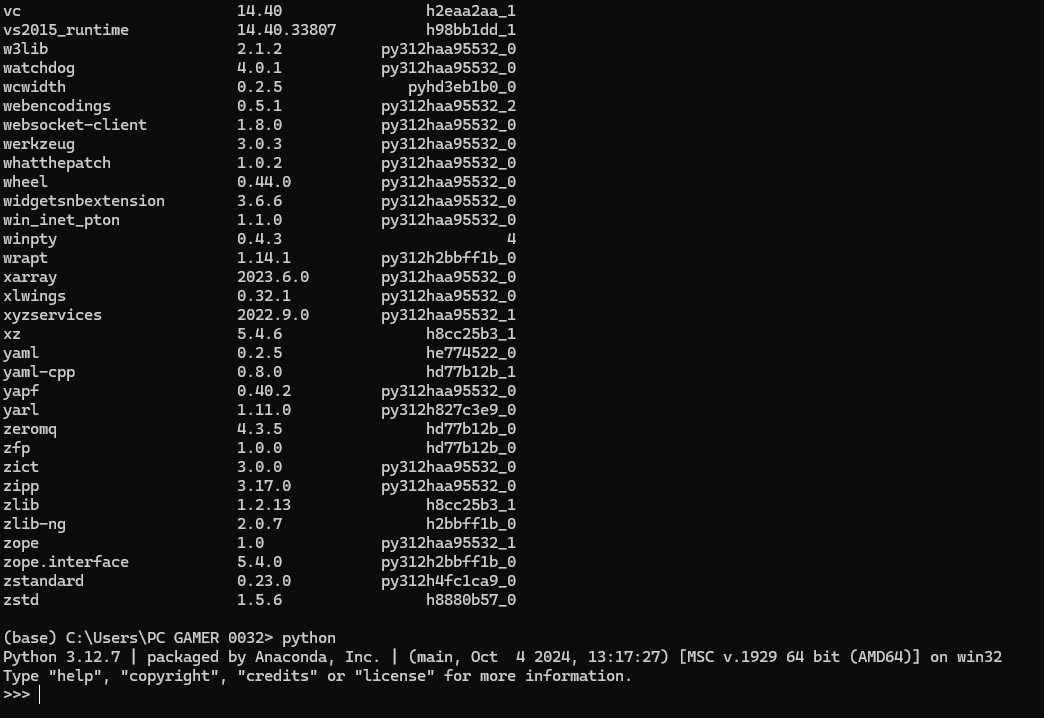 vc                        14.40                h2eaa2aa_1
vs2015_runtime            14.40.33807          h98bb1dd_1
w3lib                     2.1.2           py312haa95532_0
watchdog                  4.0.1           py312haa95532_0
wcwidth                   0.2.5              pyhd3eb1b0_0
webencodings              0.5.1           py312haa95532_2
websocket-client          1.8.0           py312haa95532_0
werkzeug                  3.0.3           py312haa95532_0
whatthepatch              1.0.2           py312haa95532_0
wheel                     0.44.0          py312haa95532_0
widgetsnbextension        3.6.6           py312haa95532_0
win_inet_pton             1.1.0           py312haa95532_0
winpty                    0.4.3                         4
wrapt                     1.14.1          py312h2bbff1b_0
xarray                    2023.6.0        py312haa95532_0
xlwings                   0.32.1          py312haa95532_0
xyzservices               2022.9.0        py312haa95532_1
xz                        5.4.6                h8cc25b3_1
yaml                      0.2.5                he774522_0
yaml-cpp                  0.8.0                hd77b12b_1
yapf                      0.40.2          py312haa95532_0
yarl                      1.11.0          py312h827c3e9_0
zeromq                    4.3.5                hd77b12b_0
zfp                       1.0.0                hd77b12b_0
zict                      3.0.0           py312haa95532_0
zipp                      3.17.0          py312haa95532_0
zlib                      1.2.13               h8cc25b3_1
zlib-ng                   2.0.7                h2bbff1b_0
zope                      1.0             py312haa95532_1
zope.interface            5.4.0           py312h2bbff1b_0
zstandard                 0.23.0          py312h4fc1ca9_0
zstd                      1.5.6                h8880b57_0
(base) C:\Users\PC GAMER 0032> python
Python 3.12.7 | packaged by Anaconda, Inc. | (main, Oct  4 2024, 13:17:27) [MSC v.1929 64 bit (AMD64)] on win32
Type "help", "copyright", "credits" or "license" for more information.
>>>